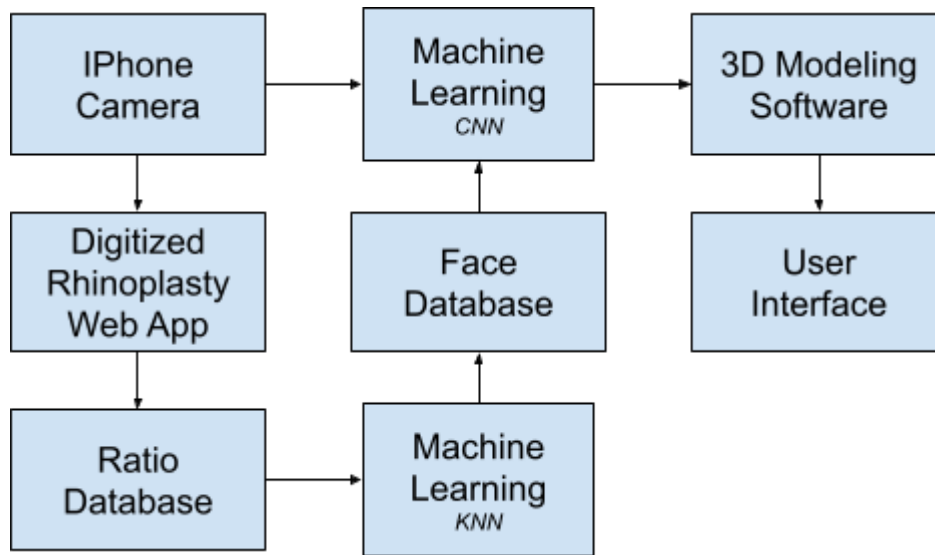 IPhone
Camera
Machine
Learning
CNN
3D Modeling
Software
Digitized
Rhinoplasty
Web App
Face
Database
User
Interface
Ratio
Database
Machine
Learning
KNN